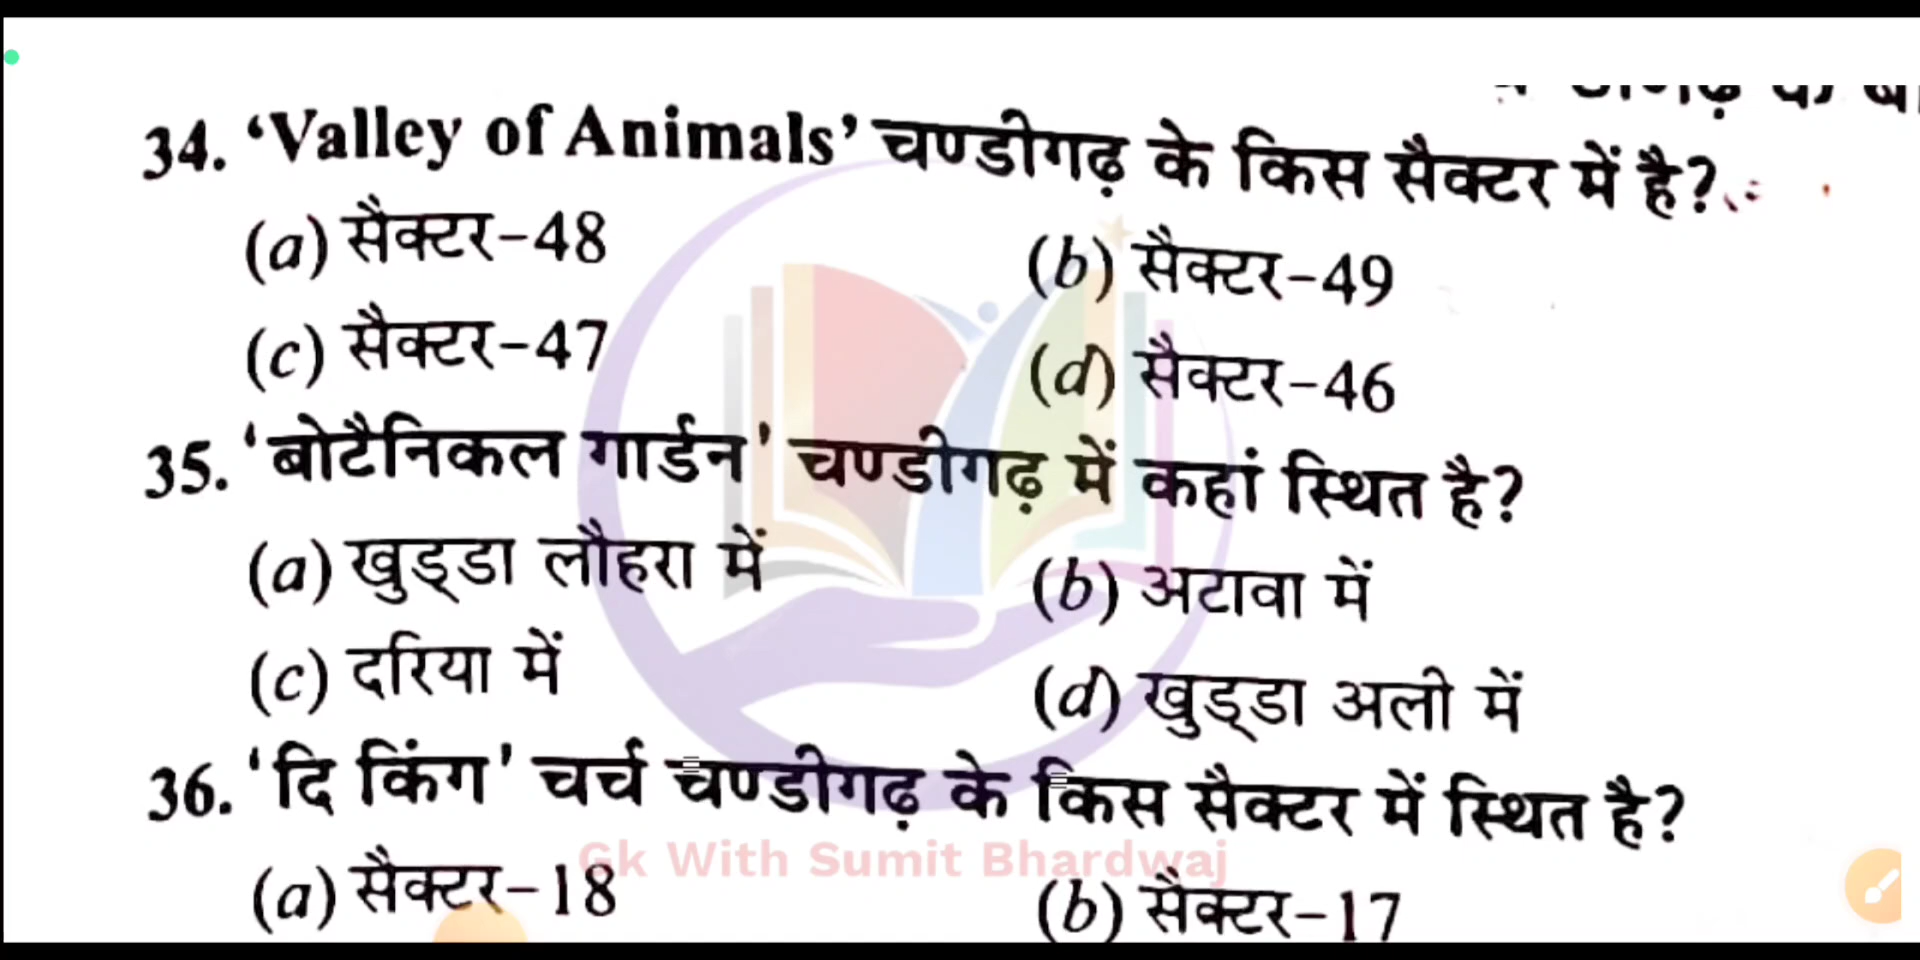 34. ‘Valley of Animals’ चण्डीगढ़ के किस सैक्टर में है?
(a) सैक्टर-48 (b) सैक्टर-49
(c) सैक्टर-47 (d) सैक्टर-46
35. ‘बोटैनिकल गार्डन’ चण्डीगढ़ में कहां स्थित है?
(a) खुड्डा लौहरा में (b) अटावा में
(c) दरिया में (d) खुड्डा अली में
36. ‘दि किंग’ चर्च चण्डीगढ़ के किस सैक्टर में स्थित है?
Gk With Sumit Bhardwaj
(a) सैक्टर-18 (b) सैक्टर-17